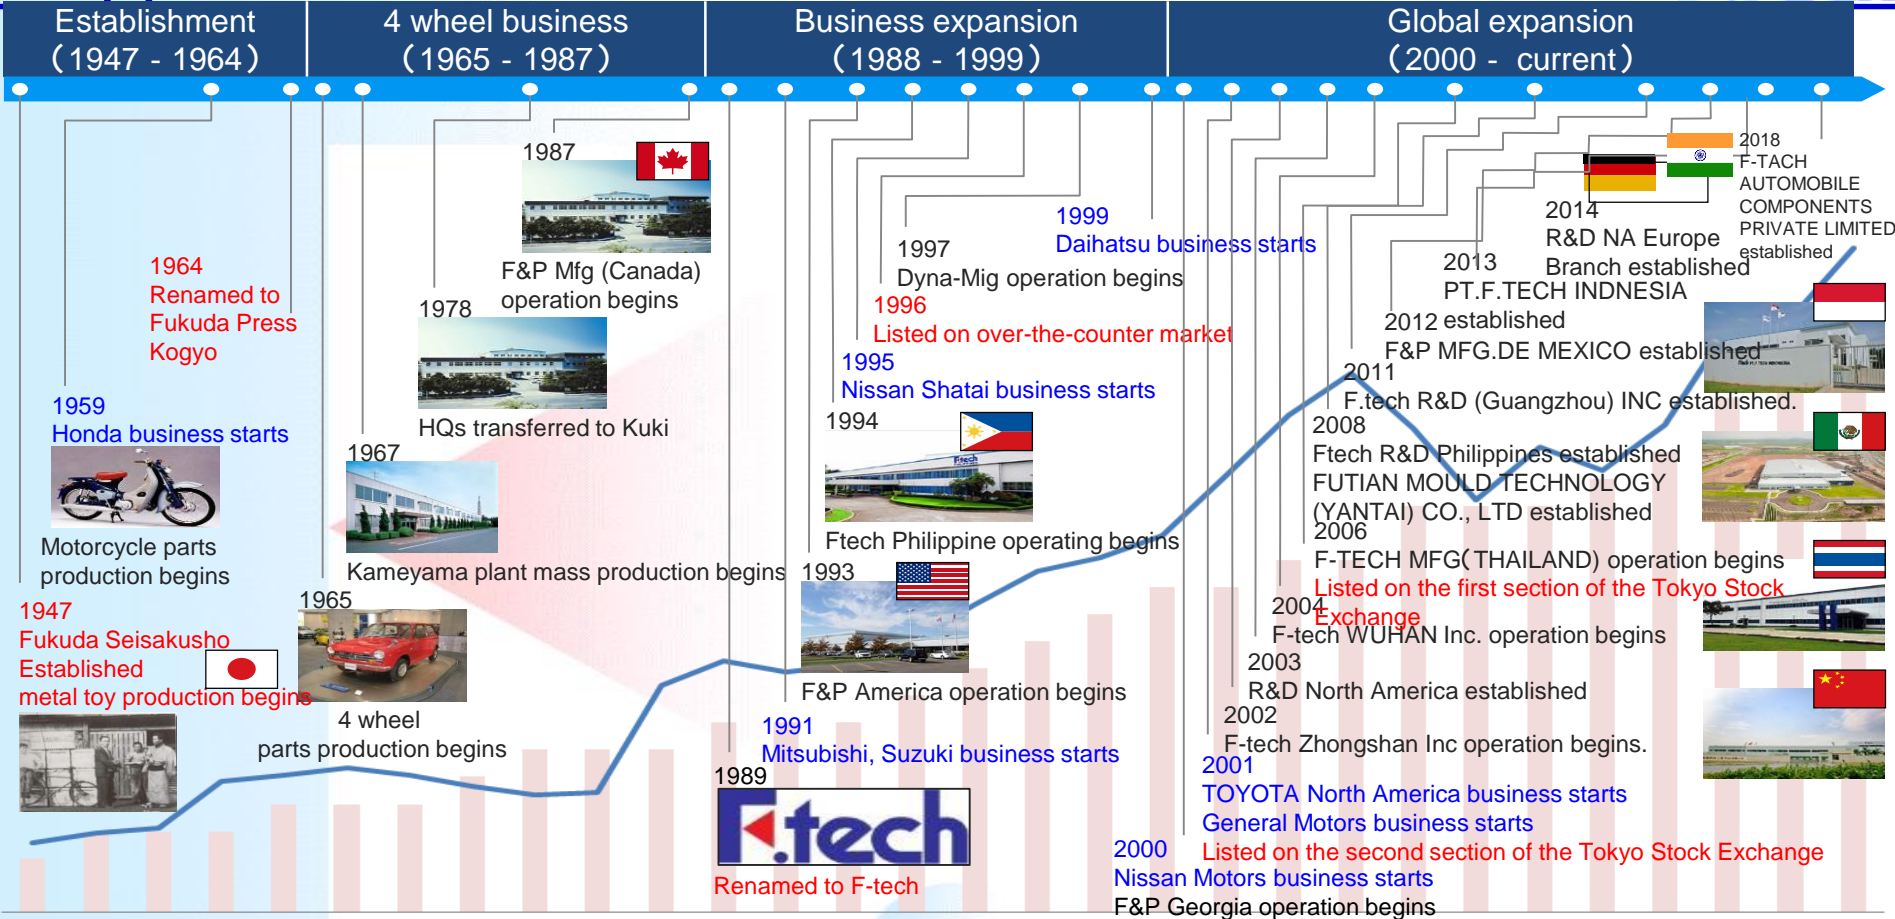 Establishment
（1947 - 1964）
4 wheel business
（1965 - 1987）
Business expansion
（1988 - 1999）
Global expansion
（2000 - current）
1947
Fukuda Seisakusho
Established
metal toy production begins
1959
Honda business starts
Motorcycle parts
production begins
1964
Renamed to
Fukuda Press
Kogyo
1965
4 wheel
parts production begins
1967
Kameyama plant mass production begins
1978
HQs transferred to Kuki
1987
F&P Mfg (Canada)
operation begins
1989
F.tech
Renamed to F-tech
1991
Mitsubishi, Suzuki business starts
1993
F&P America operation begins
1994
F.tech
Ftech Philippine operating begins
1995
Nissan Shatai business starts
1996
Listed on over-the-counter market
1997
Dyna-Mig operation begins
1999
Daihatsu business starts
2000
Nissan Motors business starts
F&P Georgia operation begins
2001
TOYOTA North America business starts
General Motors business starts
Listed on the second section of the Tokyo Stock Exchange
2002
F-tech Zhongshan Inc operation begins.
2003
R&D North America established
2004
F-tech WUHAN Inc. operation begins
2006
F-TECH MFG(THAILAND) operation begins
Listed on the first section of the Tokyo Stock
Exchange
2008
Ftech R&D Philippines established
FUTIAN MOULD TECHNOLOGY
(YANTAI) CO., LTD established
2011
F.tech R&D (Guangzhou) INC established.
2012
F&P MFG.DE MEXICO established
2013
PT.F.TECH INDNESIA
established
2014
R&D NA Europe
Branch established
2018
F-TACH
AUTOMOBILE
COMPONENTS
PRIVATE LIMITED
established